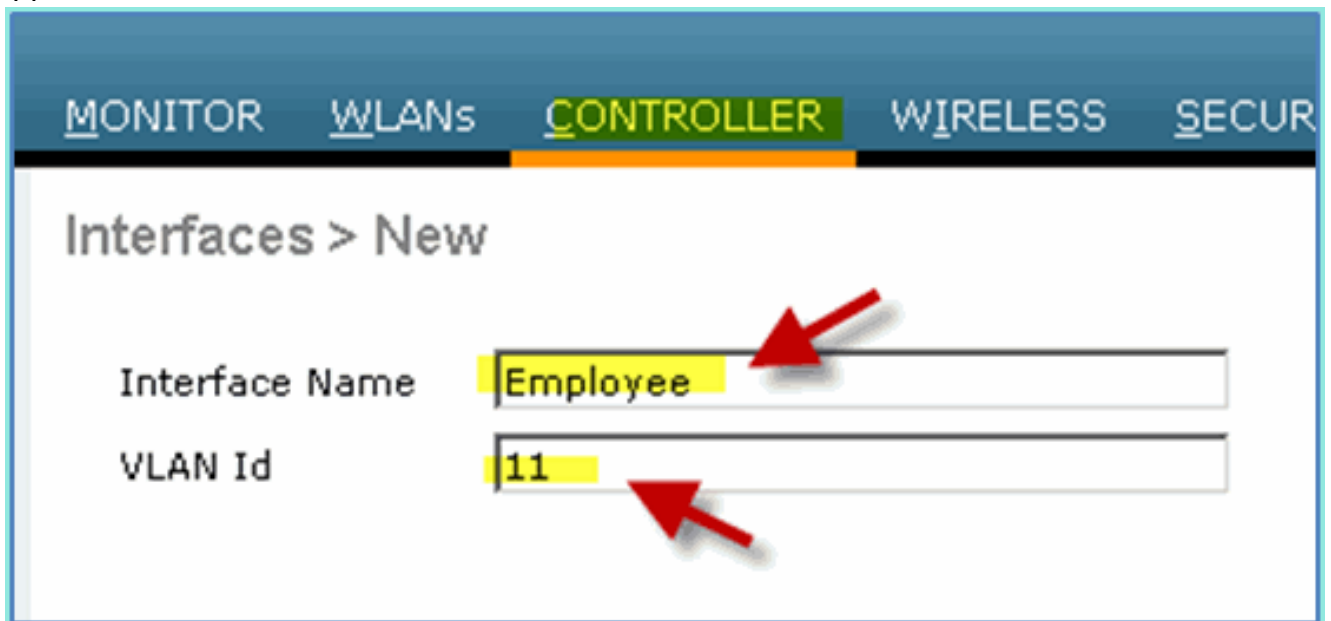 MONITOR WLANs CONTROLLER WIRELESS SECUR
Interfaces > New
Interface Name Employee
VLAN Id 11